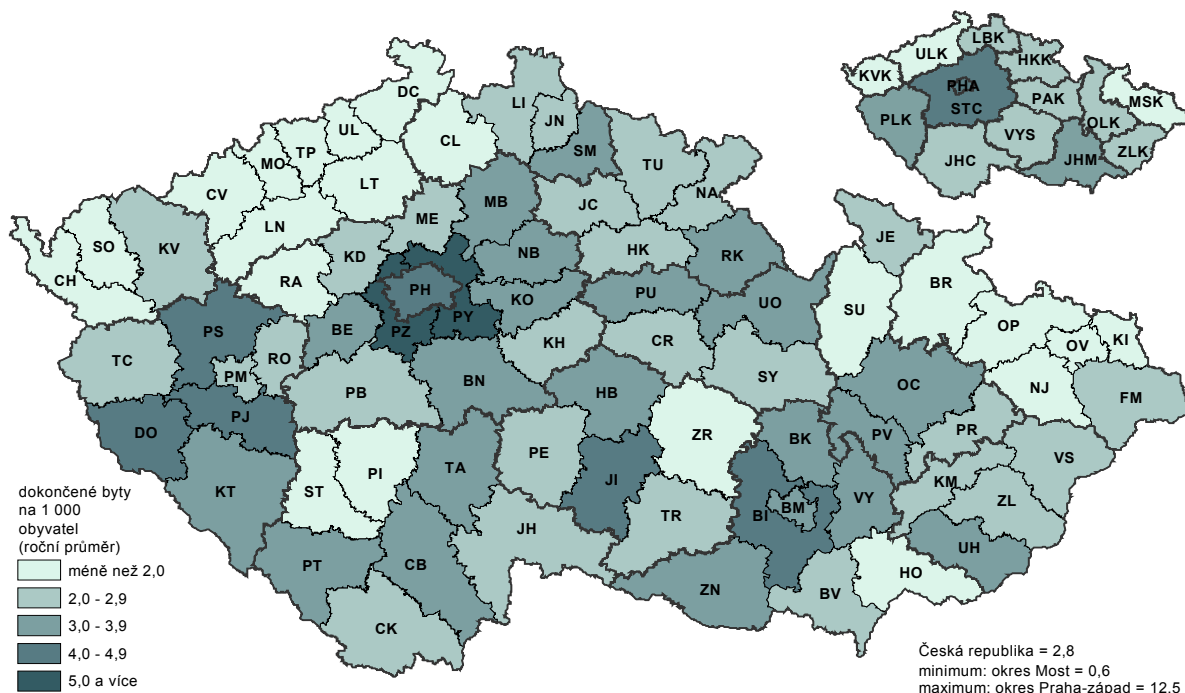 ULK
LBK
KVK
HKK
PHA
STC
PAK
MSK
PLK
OLK
VYS
JHC
JHM
ZLK
DC
LI
JN
UL
CL
SM
TP
MO
TU
CV
LT
NA
MB
JC
ME
LN
SO
KV
JE
KD
NB
HK
RK
CH
RA
BR
PH
KO
PU
UO
SU
OP
KI
OV
PS
BE
PZ
PY
KH
CR
TC
RO
PM
SY
OC
NJ
PB
BN
HB
FM
PJ
DO
ZR
BK
PV
PR
VS
PE
TA
PI
ST
KT
JI
KM
BI
BM
VY
ZL
TR
JH
UH
PT
CB
HO
ZN
BV
CK
dokončené byty
na 1 000
obyvatel
(roční průměr)
méně než 2,0
2,0 - 2,9
3,0 - 3,9
4,0 - 4,9
5,0 a více
Česká republika = 2,8
minimum: okres Most = 0,6
maximum: okres Praha-západ = 12,5